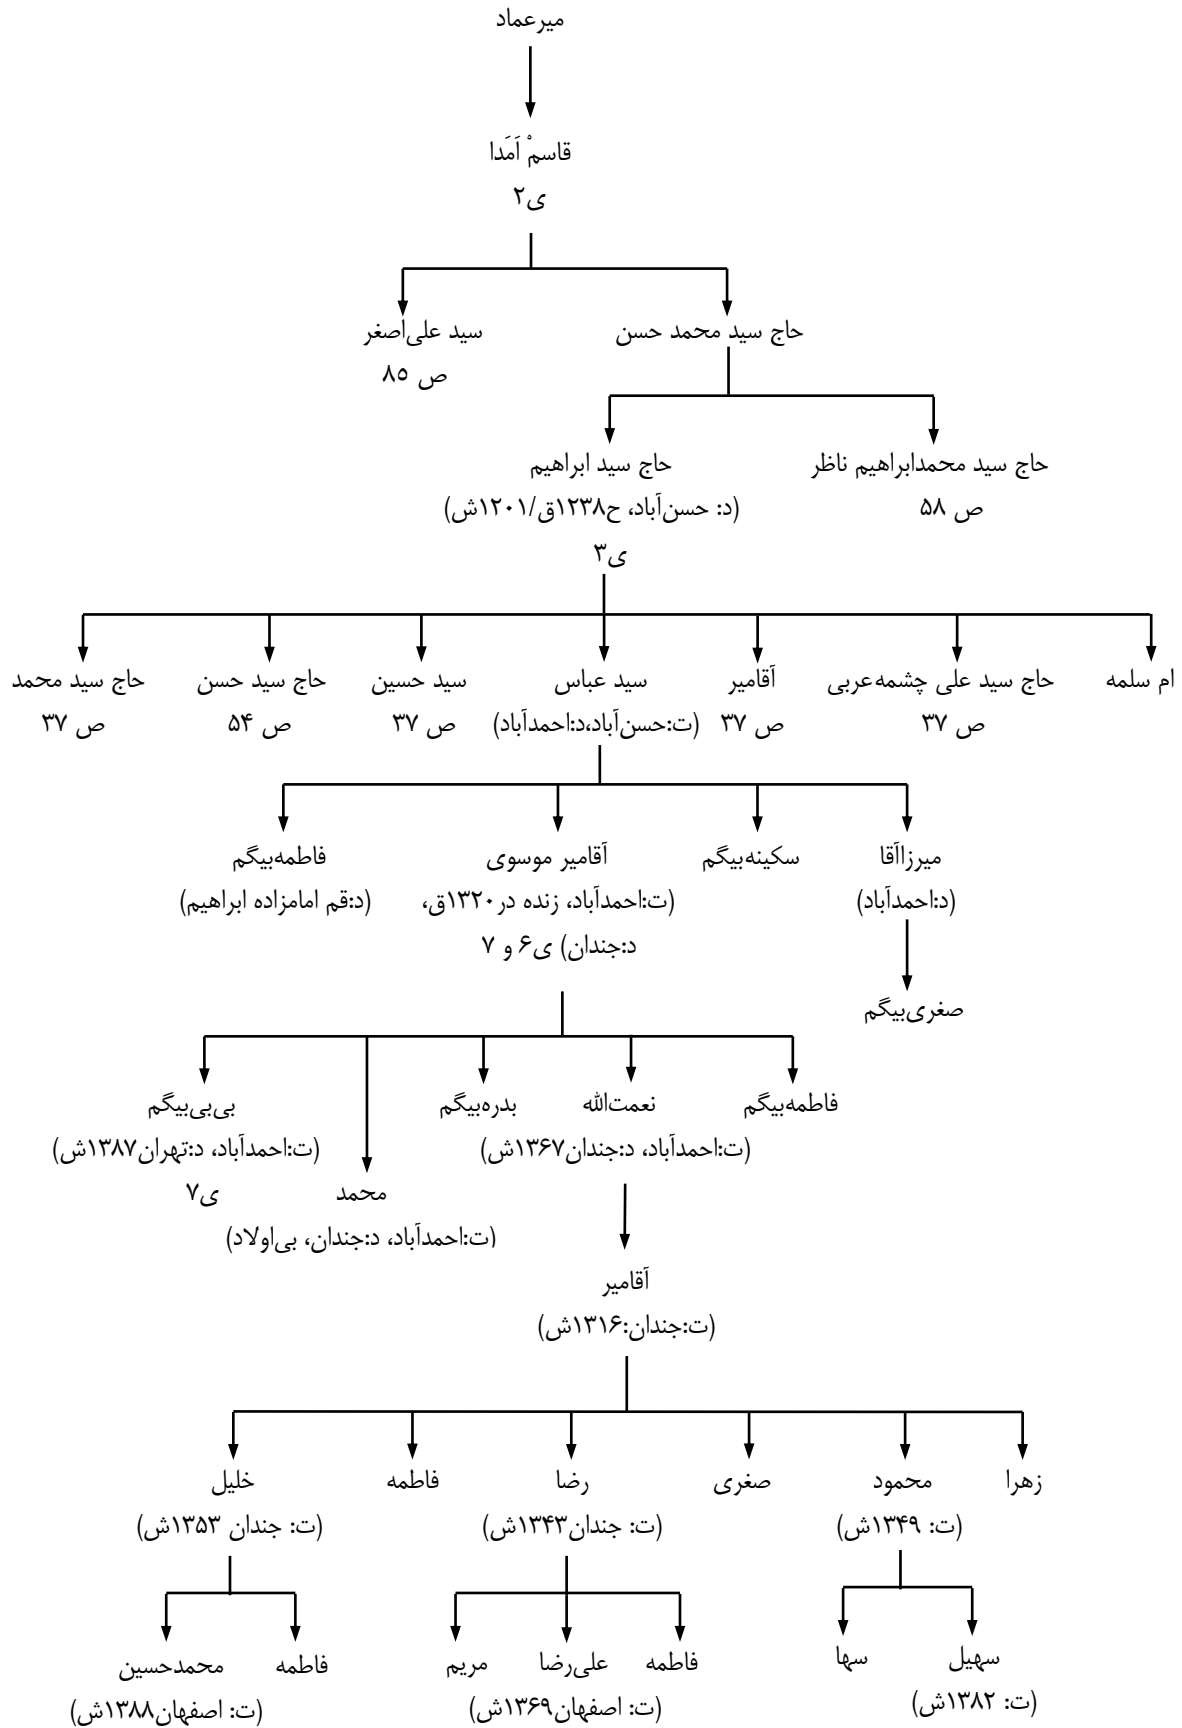 میرعماد
قاسمْ اَمَدا
ی۲
حاج سید محمد حسن
سید علی‌اصغر
ص ۸۵
حاج سید محمدابراهیم ناظر
حاج سید ابراهیم
ص ۵۸
(د: حسن‌آباد، ح۱۲۳۸ق/۱۲۰۱ش)
ی۳
ام سلمه
حاج سید علی چشمه‌عربی
آقامیر
سید عباس
سید حسین
حاج سید حسن
حاج سید محمد
ص ۳۷
ص ۳۷
(ت:حسن‌آباد،د:احمدآباد)
ص ۳۷
ص ۵۴
ص ۳۷
میرزاآقا
سکینه‌بیگم
آقامیر موسوی
فاطمه‌بیگم
(د:احمدآباد)
(ت:احمدآباد، زنده در۱۳۲۰ق،
د:جندان) ی۶ و ۷
(د:قم امامزاده ابراهیم)
صغری‌بیگم
فاطمه‌بیگم
نعمت‌الله
بدره‌بیگم
بی‌بی‌بیگم
(ت:احمدآباد، د:جندان۱۳۶۷ش)
(ت:احمدآباد، د:تهران۱۳۸۷ش)
ی۷
محمد
(ت:احمدآباد، د:جندان، بی‌اولاد)
آقامیر
(ت:جندان:۱۳۱۶ش)
زهرا
محمود
صغری
رضا
فاطمه
خلیل
(ت: ۱۳۴۹ش)
(ت: جندان۱۳۴۳ش)
(ت: جندان ۱۳۵۳ش)
سهیل
سها
فاطمه
علی‌رضا
مریم
فاطمه
محمدحسین
(ت: ۱۳۸۲ش)
(ت: اصفهان۱۳۶۹ش)
(ت: اصفهان۱۳۸۸ش)